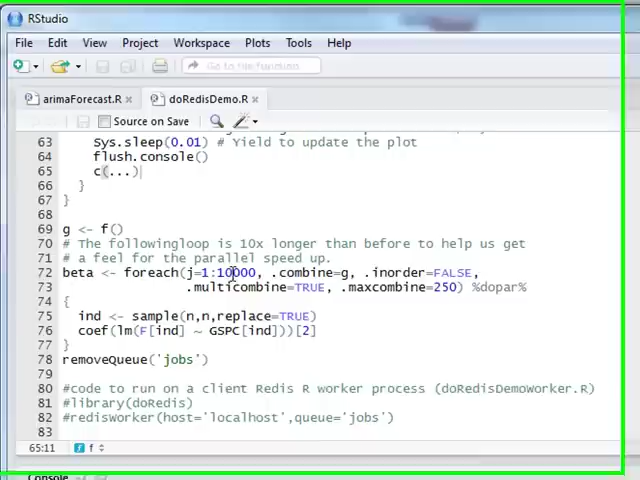 RStudio
File Edit View Project Workspace Plots Tools Help
Go to file/function
arimaForecast.R × doRedisDemo.R ×
Source on Save
63 Sys.sleep(0.01) # Yield to update the plot
64 flush.console()
65 c(...)
66 }
67 }
68
69 g <- f()
70 # The followingloop is 10x longer than before to help us get
71 # a feel for the parallel speed up.
72 beta <- foreach(j=1:10000, .combine=g, .inorder=FALSE,
73 .multicombine=TRUE, .maxcombine=250) %dopar%
74 {
75 ind <- sample(n,n,replace=TRUE)
76 coef(lm(F[ind] ~ GSPC[ind]))[2]
77 }
78 removeQueue('jobs')
79
80 #code to run on a client Redis R worker process (doRedisDemoWorker.R)
81 #library(doRedis)
82 #redisWorker(host='localhost',queue='jobs')
83
65:11 f
Console